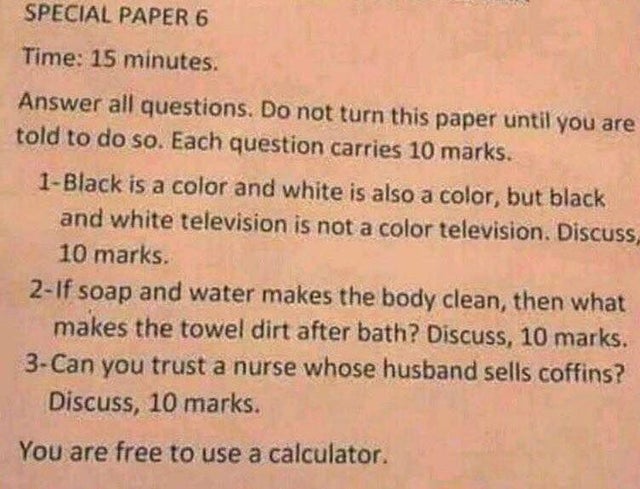 SPECIAL PAPER 6
Time: 15 minutes.
Answer all questions. Do not turn this paper until you are
told to do so. Each question carries 10 marks.
1-Black is a color and white is also a color, but black
and white television is not a color television. Discuss,
10 marks.
2-If soap and water makes the body clean, then what
makes the towel dirt after bath? Discuss, 10 marks.
3-Can you trust a nurse whose husband sells coffins?
Discuss, 10 marks.
You are free to use a calculator.